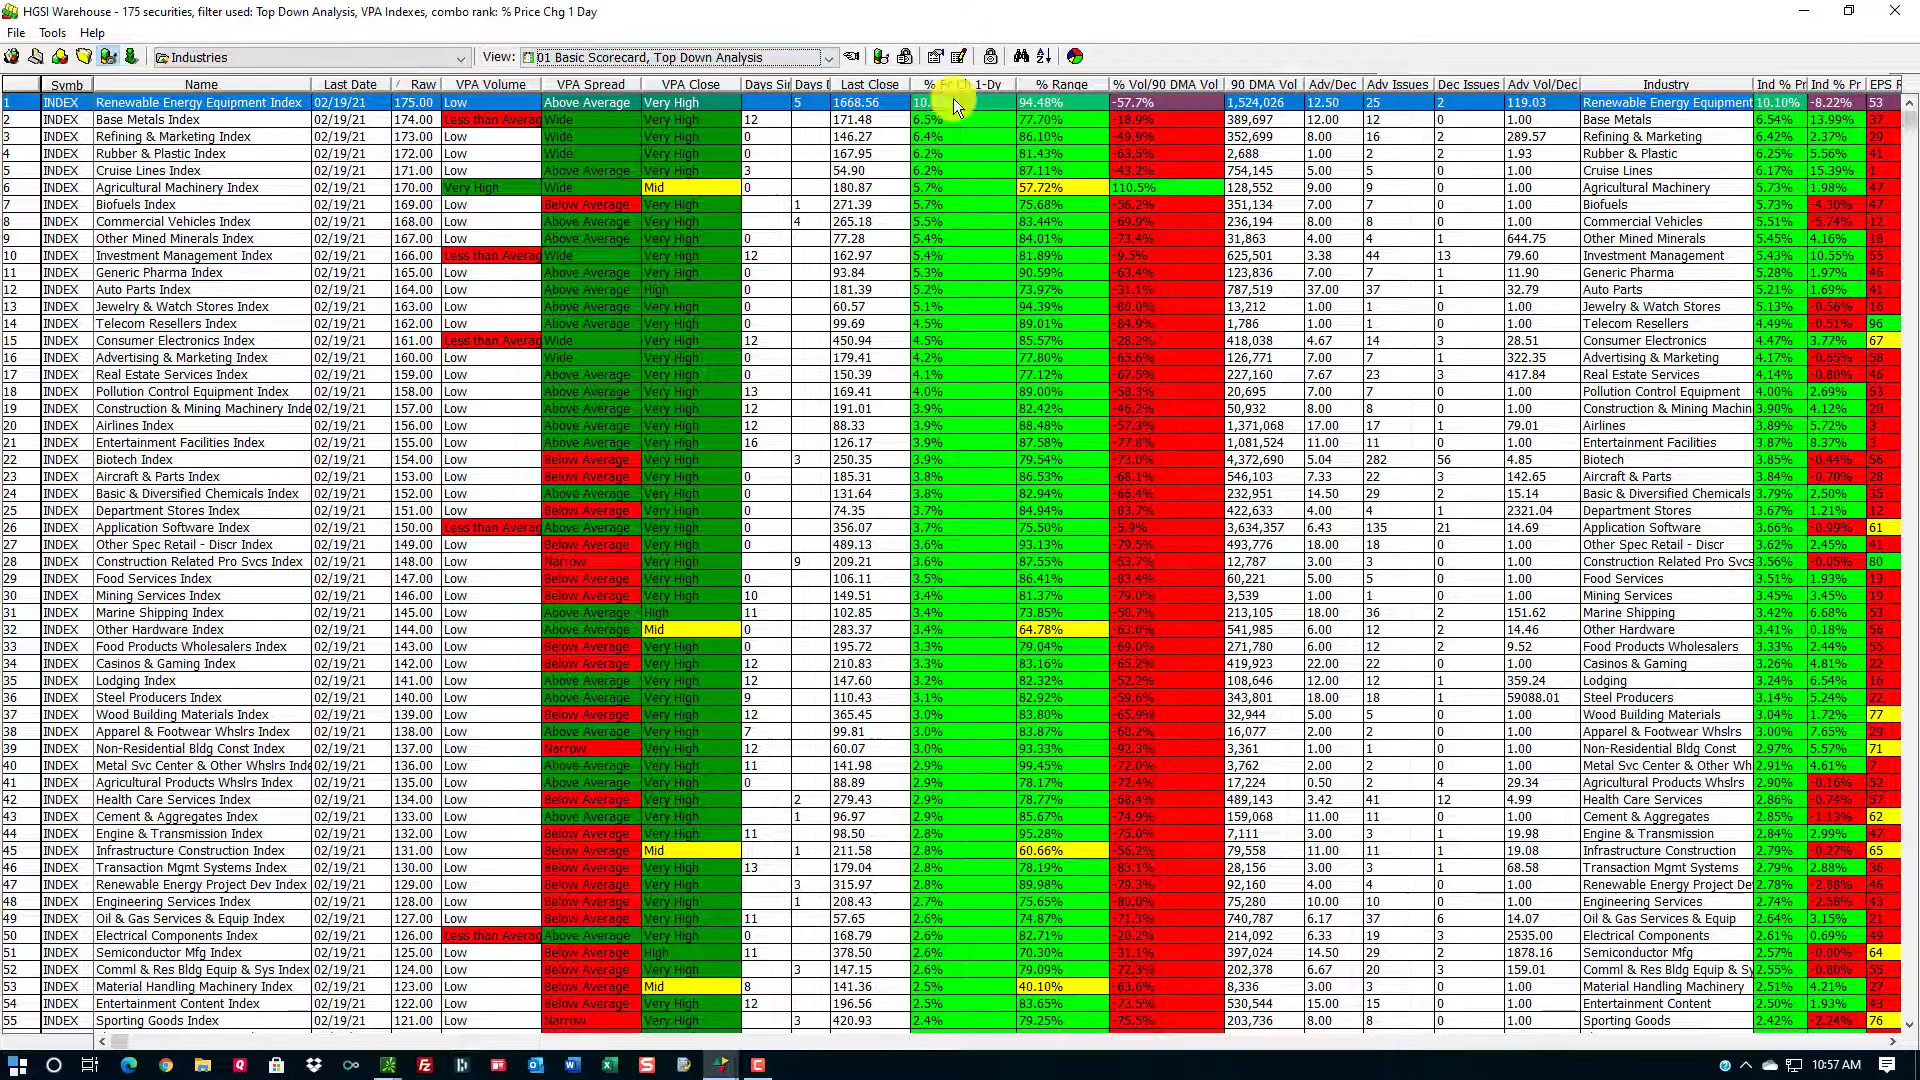 HGSI Warehouse - 175 securities, filter used: Top Down Analysis, VPA Indexes, combo rank: % Price Chg 1 Day
File Tools Help
Industries View: 01 Basic Scorecard, Top Down Analysis
Symb Name Last Date Raw VPA Volume VPA Spread VPA Close Days Sin Days D Last Close % Pr Ch 1-Dy % Range % Vol/90 DMA Vol 90 DMA Vol Adv/Dec Adv Issues Dec Issues Adv Vol/Dec Industry Ind % Pr Ind % Pr EPS R
1 INDEX Renewable Energy Equipment Index 02/19/21 175.00 Low Above Average Very High 5 1668.56 10. 94.48% -57.7% 1,524,026 12.50 25 2 119.03 Renewable Energy Equipment 10.10% -8.22% 53
2 INDEX Base Metals Index 02/19/21 174.00 Less than Averag Wide Very High 12 171.48 6.5% 77.70% -18.9% 389,697 12.00 12 0 1.00 Base Metals 6.54% 13.99% 37
3 INDEX Refining & Marketing Index 02/19/21 173.00 Low Wide Very High 0 146.27 6.4% 86.10% -49.9% 352,699 8.00 16 2 289.57 Refining & Marketing 6.42% 2.37% 29
4 INDEX Rubber & Plastic Index 02/19/21 172.00 Low Wide Very High 0 167.95 6.2% 81.43% -63.5% 2,688 1.00 2 2 1.93 Rubber & Plastic 6.25% 5.56% 41
5 INDEX Cruise Lines Index 02/19/21 171.00 Low Above Average Very High 3 54.90 6.2% 87.11% -43.2% 754,145 5.00 5 0 1.00 Cruise Lines 6.17% 15.39% 1
6 INDEX Agricultural Machinery Index 02/19/21 170.00 Very High Wide Mid 0 180.87 5.7% 57.72% 110.5% 128,552 9.00 9 0 1.00 Agricultural Machinery 5.73% 1.98% 47
7 INDEX Biofuels Index 02/19/21 169.00 Low Below Average Very High 1 271.39 5.7% 75.68% -56.2% 351,134 7.00 7 0 1.00 Biofuels 5.73% -4.30% 47
8 INDEX Commercial Vehicles Index 02/19/21 168.00 Low Above Average Very High 4 265.18 5.5% 83.44% -69.9% 236,194 8.00 8 0 1.00 Commercial Vehicles 5.51% -5.74% 12
9 INDEX Other Mined Minerals Index 02/19/21 167.00 Low Above Average Very High 0 77.28 5.4% 84.01% -73.4% 31,863 4.00 4 1 644.75 Other Mined Minerals 5.45% 4.16% 18
10 INDEX Investment Management Index 02/19/21 166.00 Less than Averag Wide Very High 12 162.97 5.4% 81.89% -9.5% 625,501 3.38 44 13 79.60 Investment Management 5.43% 10.55% 55
11 INDEX Generic Pharma Index 02/19/21 165.00 Low Above Average Very High 0 93.84 5.3% 90.59% -63.4% 123,836 7.00 7 1 11.90 Generic Pharma 5.28% 1.97% 46
12 INDEX Auto Parts Index 02/19/21 164.00 Low Above Average High 0 181.39 5.2% 73.97% -31.1% 787,519 37.00 37 1 32.79 Auto Parts 5.21% 1.69% 41
13 INDEX Jewelry & Watch Stores Index 02/19/21 163.00 Low Above Average Very High 0 60.57 5.1% 94.39% -80.0% 13,212 1.00 1 0 1.00 Jewelry & Watch Stores 5.13% -0.56% 16
14 INDEX Telecom Resellers Index 02/19/21 162.00 Low Above Average Very High 0 99.69 4.5% 89.01% -84.9% 1,786 1.00 1 0 1.00 Telecom Resellers 4.49% -0.51% 96
15 INDEX Consumer Electronics Index 02/19/21 161.00 Less than Averag Wide Very High 12 450.94 4.5% 85.57% -28.2% 418,038 4.67 14 3 28.51 Consumer Electronics 4.47% 3.77% 67
16 INDEX Advertising & Marketing Index 02/19/21 160.00 Low Wide Very High 0 179.41 4.2% 77.80% -65.6% 126,771 7.00 7 0 322.35 Advertising & Marketing 4.17% -0.65% 58
17 INDEX Real Estate Services Index 02/19/21 159.00 Low Above Average Very High 0 150.39 4.1% 77.12% -67.5% 227,160 7.67 23 3 417.84 Real Estate Services 4.14% -0.80% 46
18 INDEX Pollution Control Equipment Index 02/19/21 158.00 Low Above Average Very High 13 169.41 4.0% 89.00% -58.3% 20,695 7.00 7 0 1.00 Pollution Control Equipment 4.00% 2.69% 53
19 INDEX Construction & Mining Machinery Inde 02/19/21 157.00 Low Above Average Very High 12 191.01 3.9% 82.42% -46.2% 50,932 8.00 8 0 1.00 Construction & Mining Machin 3.90% 4.12% 20
20 INDEX Airlines Index 02/19/21 156.00 Low Above Average Very High 12 88.33 3.9% 88.48% -57.3% 1,371,068 17.00 17 1 79.01 Airlines 3.89% 5.72% 3
21 INDEX Entertainment Facilities Index 02/19/21 155.00 Low Above Average Very High 16 126.17 3.9% 87.58% -77.8% 1,081,524 11.00 11 0 1.00 Entertainment Facilities 3.87% 8.37% 3
22 INDEX Biotech Index 02/19/21 154.00 Low Below Average Very High 3 250.35 3.9% 79.54% -73.0% 4,372,690 5.04 282 56 4.85 Biotech 3.85% -0.44% 56
23 INDEX Aircraft & Parts Index 02/19/21 153.00 Low Above Average Very High 0 185.31 3.8% 86.53% -68.1% 546,103 7.33 22 3 142.65 Aircraft & Parts 3.84% -0.70% 28
24 INDEX Basic & Diversified Chemicals Index 02/19/21 152.00 Low Above Average Very High 0 131.64 3.8% 82.94% -66.4% 232,951 14.50 29 2 15.14 Basic & Diversified Chemicals 3.79% 2.50% 35
25 INDEX Department Stores Index 02/19/21 151.00 Low Below Average Very High 0 74.35 3.7% 84.94% -83.7% 422,633 4.00 4 1 2321.04 Department Stores 3.67% 1.21% 12
26 INDEX Application Software Index 02/19/21 150.00 Less than Averag Above Average Very High 0 356.07 3.7% 75.50% -5.9% 3,634,357 6.43 135 21 14.69 Application Software 3.66% -0.99% 61
27 INDEX Other Spec Retail - Discr Index 02/19/21 149.00 Low Below Average Very High 0 489.13 3.6% 93.13% -79.5% 493,776 18.00 18 0 1.00 Other Spec Retail - Discr 3.62% 2.45% 41
28 INDEX Construction Related Pro Svcs Index 02/19/21 148.00 Low Narrow Very High 9 209.21 3.6% 87.55% -53.7% 12,787 3.00 3 0 1.00 Construction Related Pro Svcs 3.56% -0.05% 80
29 INDEX Food Services Index 02/19/21 147.00 Low Below Average Very High 0 106.11 3.5% 86.41% -83.4% 60,221 5.00 5 0 1.00 Food Services 3.51% 1.93% 13
30 INDEX Mining Services Index 02/19/21 146.00 Low Below Average Very High 10 149.51 3.4% 81.37% -79.0% 3,539 1.00 1 0 1.00 Mining Services 3.45% 3.45% 19
31 INDEX Marine Shipping Index 02/19/21 145.00 Low Above Average High 11 102.85 3.4% 73.85% -50.7% 213,105 18.00 36 2 151.62 Marine Shipping 3.42% 6.68% 53
32 INDEX Other Hardware Index 02/19/21 144.00 Low Above Average Mid 0 283.37 3.4% 64.78% -63.0% 541,985 6.00 12 2 14.46 Other Hardware 3.41% 0.18% 56
33 INDEX Food Products Wholesalers Index 02/19/21 143.00 Low Below Average Very High 0 195.72 3.3% 79.04% -69.0% 271,780 6.00 12 2 9.52 Food Products Wholesalers 3.33% 2.44% 55
34 INDEX Casinos & Gaming Index 02/19/21 142.00 Low Below Average Very High 12 210.83 3.3% 83.16% -65.2% 419,923 22.00 22 0 1.00 Casinos & Gaming 3.26% 4.81% 22
35 INDEX Lodging Index 02/19/21 141.00 Low Above Average Very High 12 147.60 3.2% 82.32% -52.2% 108,646 12.00 12 1 359.24 Lodging 3.24% 6.54% 16
36 INDEX Steel Producers Index 02/19/21 140.00 Low Above Average Very High 9 110.43 3.1% 82.92% -59.6% 343,801 18.00 18 1 59088.01 Steel Producers 3.14% 5.24% 22
37 INDEX Wood Building Materials Index 02/19/21 139.00 Low Below Average Very High 12 365.45 3.0% 83.80% -65.9% 32,944 5.00 5 0 1.00 Wood Building Materials 3.04% 1.72% 77
38 INDEX Apparel & Footwear Whslrs Index 02/19/21 138.00 Low Above Average Very High 7 99.81 3.0% 83.87% -60.2% 16,077 2.00 2 0 1.00 Apparel & Footwear Whslrs 3.00% 7.65% 29
39 INDEX Non-Residential Bldg Const Index 02/19/21 137.00 Low Narrow Very High 12 60.07 3.0% 93.33% -92.3% 3,361 1.00 2 1 1.00 Non-Residential Bldg Const 2.97% 5.57% 71
40 INDEX Metal Svc Center & Other Whslrs Inde 02/19/21 136.00 Low Above Average Very High 11 141.98 2.9% 99.45% -72.0% 3,762 2.00 2 0 1.00 Metal Svc Center & Other Wh 2.91% 4.61% 7
41 INDEX Agricultural Products Whslrs Index 02/19/21 135.00 Low Above Average Very High 0 88.89 2.9% 78.17% -72.4% 17,224 0.50 2 4 29.34 Agricultural Products Whslrs 2.90% -0.16% 52
42 INDEX Health Care Services Index 02/19/21 134.00 Low Below Average Very High 2 279.43 2.9% 78.77% -68.4% 489,143 3.42 41 12 4.99 Health Care Services 2.86% -0.74% 57
43 INDEX Cement & Aggregates Index 02/19/21 133.00 Low Above Average Very High 1 96.97 2.9% 85.67% -74.9% 159,068 11.00 11 0 1.00 Cement & Aggregates 2.85% -1.13% 62
44 INDEX Engine & Transmission Index 02/19/21 132.00 Low Below Average Very High 11 98.50 2.8% 95.28% -75.0% 7,111 3.00 3 1 19.98 Engine & Transmission 2.84% 2.99% 47
45 INDEX Infrastructure Construction Index 02/19/21 131.00 Low Below Average Mid 1 211.58 2.8% 60.66% -56.2% 79,558 11.00 11 1 19.08 Infrastructure Construction 2.79% -0.27% 65
46 INDEX Transaction Mgmt Systems Index 02/19/21 130.00 Low Below Average Very High 13 179.04 2.8% 78.19% -83.1% 28,156 3.00 3 1 68.58 Transaction Mgmt Systems 2.79% 2.88% 36
47 INDEX Renewable Energy Project Dev Index 02/19/21 129.00 Low Below Average Very High 3 315.97 2.8% 89.98% -79.3% 92,160 4.00 4 0 1.00 Renewable Energy Project De 2.78% -2.88% 46
48 INDEX Engineering Services Index 02/19/21 128.00 Low Below Average Very High 1 208.43 2.7% 75.65% -80.0% 75,280 10.00 10 0 1.00 Engineering Services 2.74% -2.58% 43
49 INDEX Oil & Gas Services & Equip Index 02/19/21 127.00 Low Below Average Very High 11 57.65 2.6% 74.87% -71.3% 740,787 6.17 37 6 14.07 Oil & Gas Services & Equip 2.64% 3.15% 21
50 INDEX Electrical Components Index 02/19/21 126.00 Less than Averag Above Average Very High 0 168.79 2.6% 82.71% -20.2% 214,092 6.33 19 3 2535.00 Electrical Components 2.61% 0.69% 49
51 INDEX Semiconductor Mfg Index 02/19/21 125.00 Low Below Average High 11 378.50 2.6% 70.30% -31.1% 397,040 14.50 29 2 1878.16 Semiconductor Mfg 2.57% -0.00% 64
52 INDEX Comml & Res Bldg Equip & Sys Index 02/19/21 124.00 Low Below Average Very High 3 147.15 2.6% 79.09% -72.3% 202,378 6.67 20 3 159.01 Comml & Res Bldg Equip & Sy 2.55% -0.80% 55
53 INDEX Material Handling Machinery Index 02/19/21 123.00 Low Below Average Mid 8 141.36 2.5% 40.10% -63.6% 8,336 3.00 3 0 1.00 Material Handling Machinery 2.51% 4.21% 27
54 INDEX Entertainment Content Index 02/19/21 122.00 Low Below Average Very High 12 196.56 2.5% 83.65% -73.5% 530,544 15.00 15 0 1.00 Entertainment Content 2.50% 1.93% 43
55 INDEX Sporting Goods Index 02/19/21 121.00 Low Narrow Very High 3 420.93 2.4% 79.25% -75.5% 203,736 8.00 8 0 1.00 Sporting Goods 2.42% -2.24% 76
10:57 AM